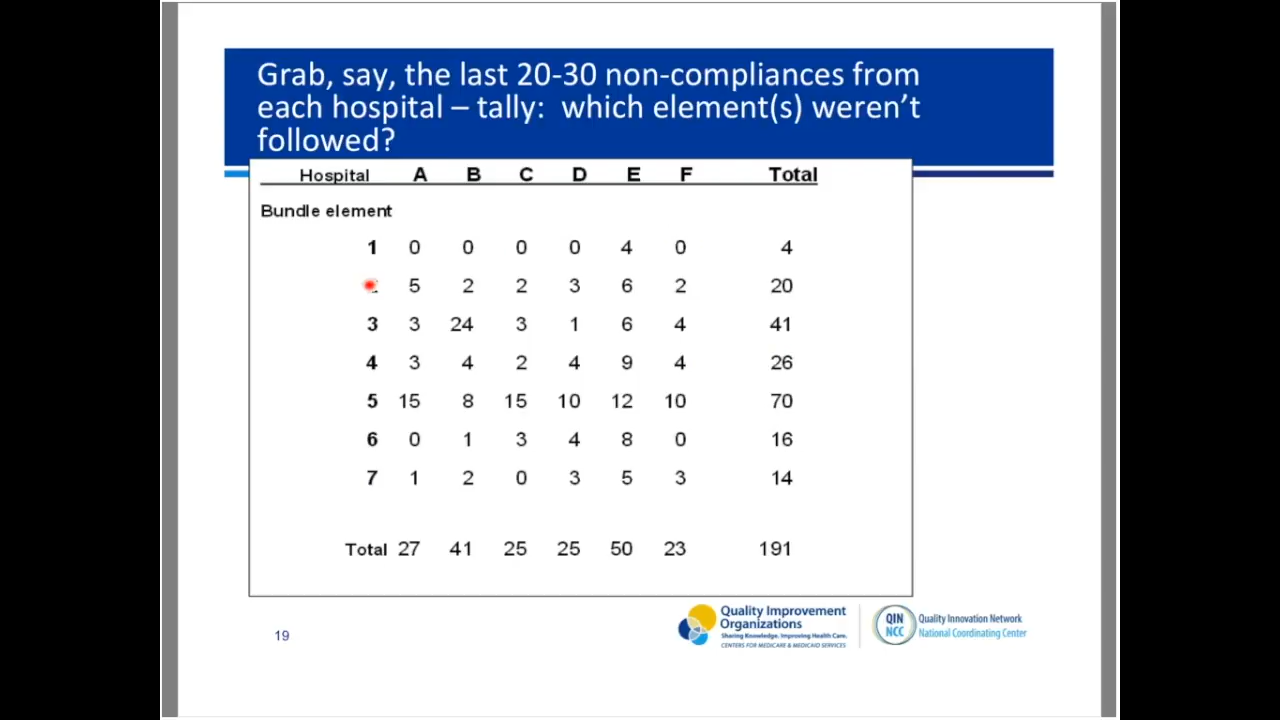 Grab, say, the last 20-30 non-compliances from
each hospital – tally:  which element(s) weren't
followed?
Hospital A B C D E F Total
Bundle element
1 0 0 0 0 4 0 4
5 2 2 3 6 2 20
3 3 24 3 1 6 4 41
4 3 4 2 4 9 4 26
5 15 8 15 10 12 10 70
6 0 1 3 4 8 0 16
7 1 2 0 3 5 3 14
Total 27 41 25 25 50 23 191
19
Quality Improvement
Organizations
Sharing Knowledge. Improving Health Care.
CENTERS FOR MEDICARE & MEDICAID SERVICES
QIN
NCC
Quality Innovation Network
National Coordinating Center